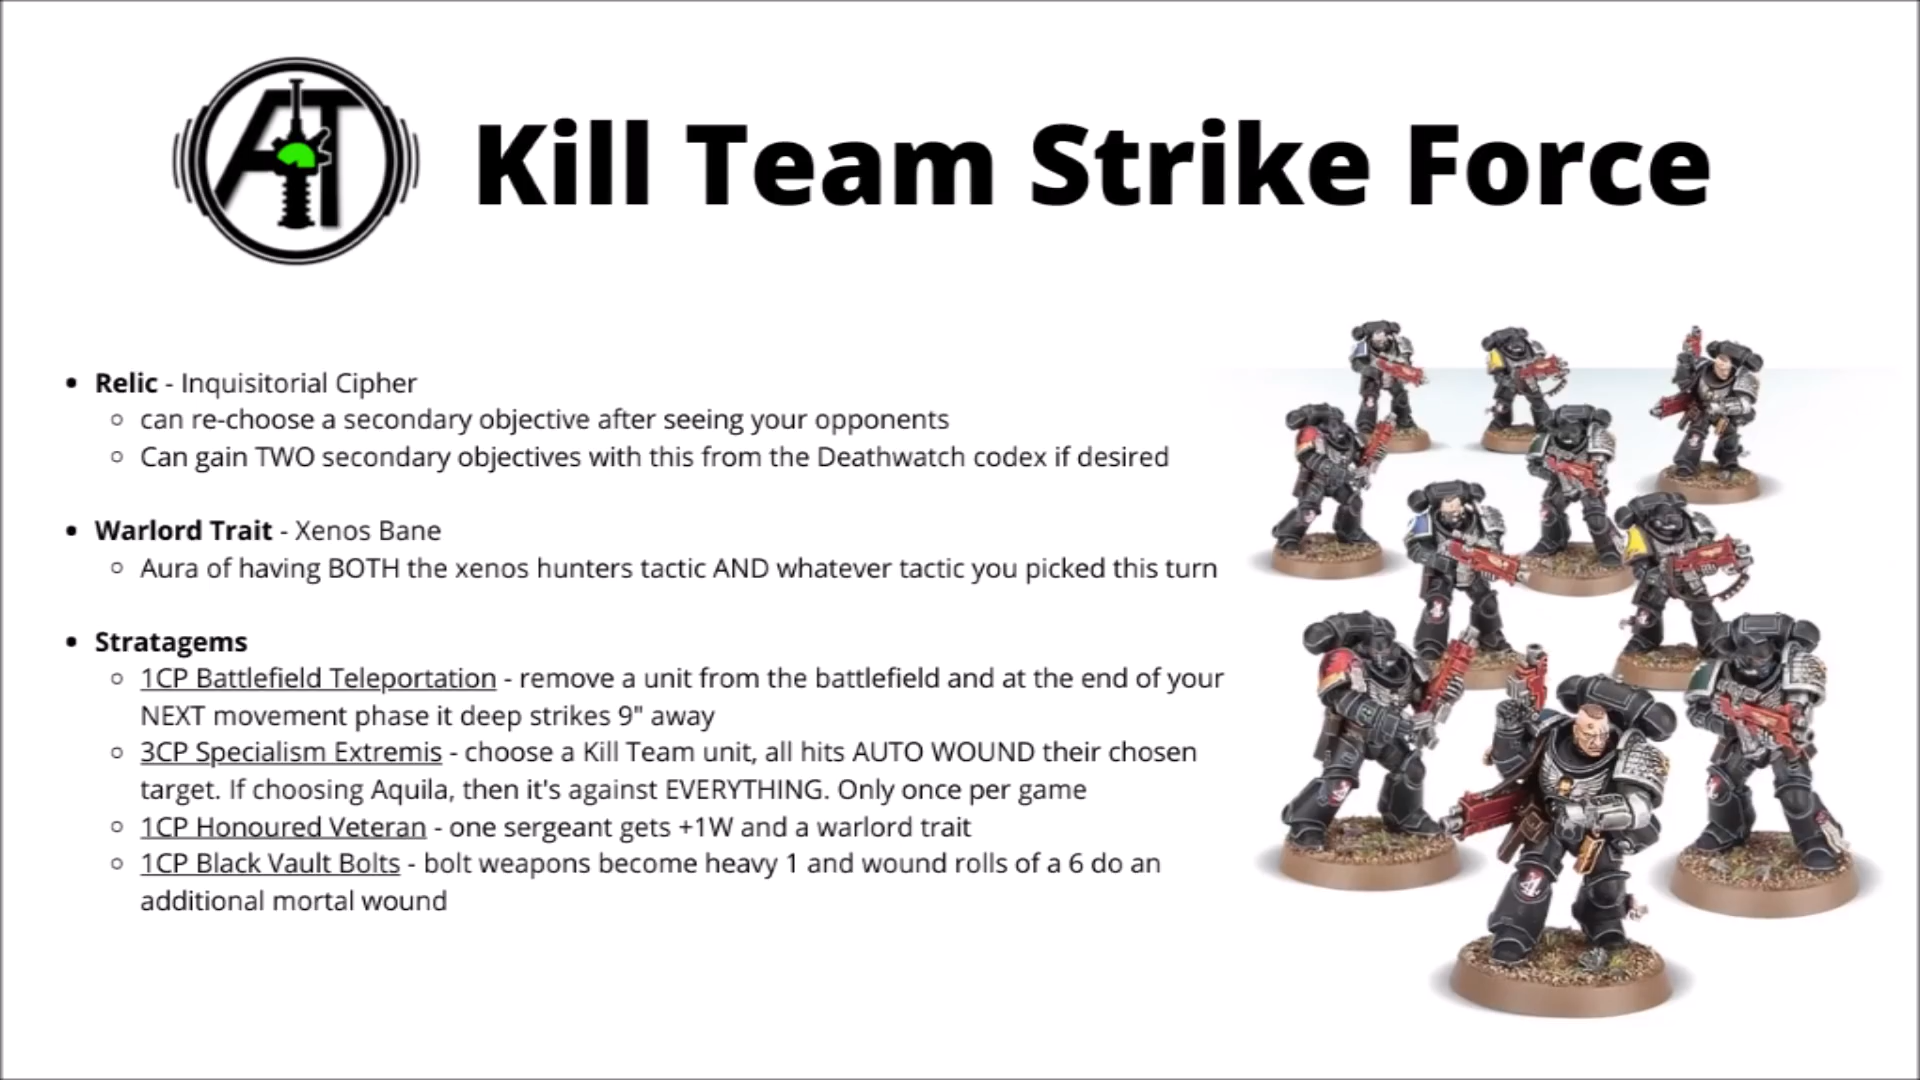 AT
Kill Team Strike Force
• Relic - Inquisitorial Cipher
◦ can re-choose a secondary objective after seeing your opponents
◦ Can gain TWO secondary objectives with this from the Deathwatch codex if desired
• Warlord Trait - Xenos Bane
◦ Aura of having BOTH the xenos hunters tactic AND whatever tactic you picked this turn
• Stratagems
◦ 1CP Battlefield Teleportation - remove a unit from the battlefield and at the end of your
NEXT movement phase it deep strikes 9" away
◦ 3CP Specialism Extremis - choose a Kill Team unit, all hits AUTO WOUND their chosen
target. If choosing Aquila, then it's against EVERYTHING. Only once per game
◦ 1CP Honoured Veteran - one sergeant gets +1W and a warlord trait
◦ 1CP Black Vault Bolts - bolt weapons become heavy 1 and wound rolls of a 6 do an
additional mortal wound